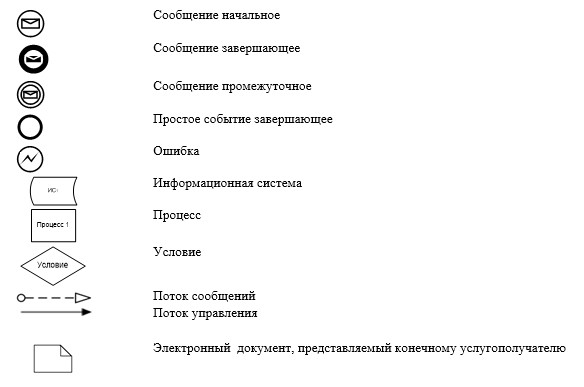 Сообщение начальное
Сообщение завершающее
Сообщение промежуточное
Простое событие завершающее
Ошибка
ИС
Информационная система
Процесс 1
Процесс
Условие
Условие
Поток сообщений
Поток управления
Электронный документ, представляемый конечному услугополучателю